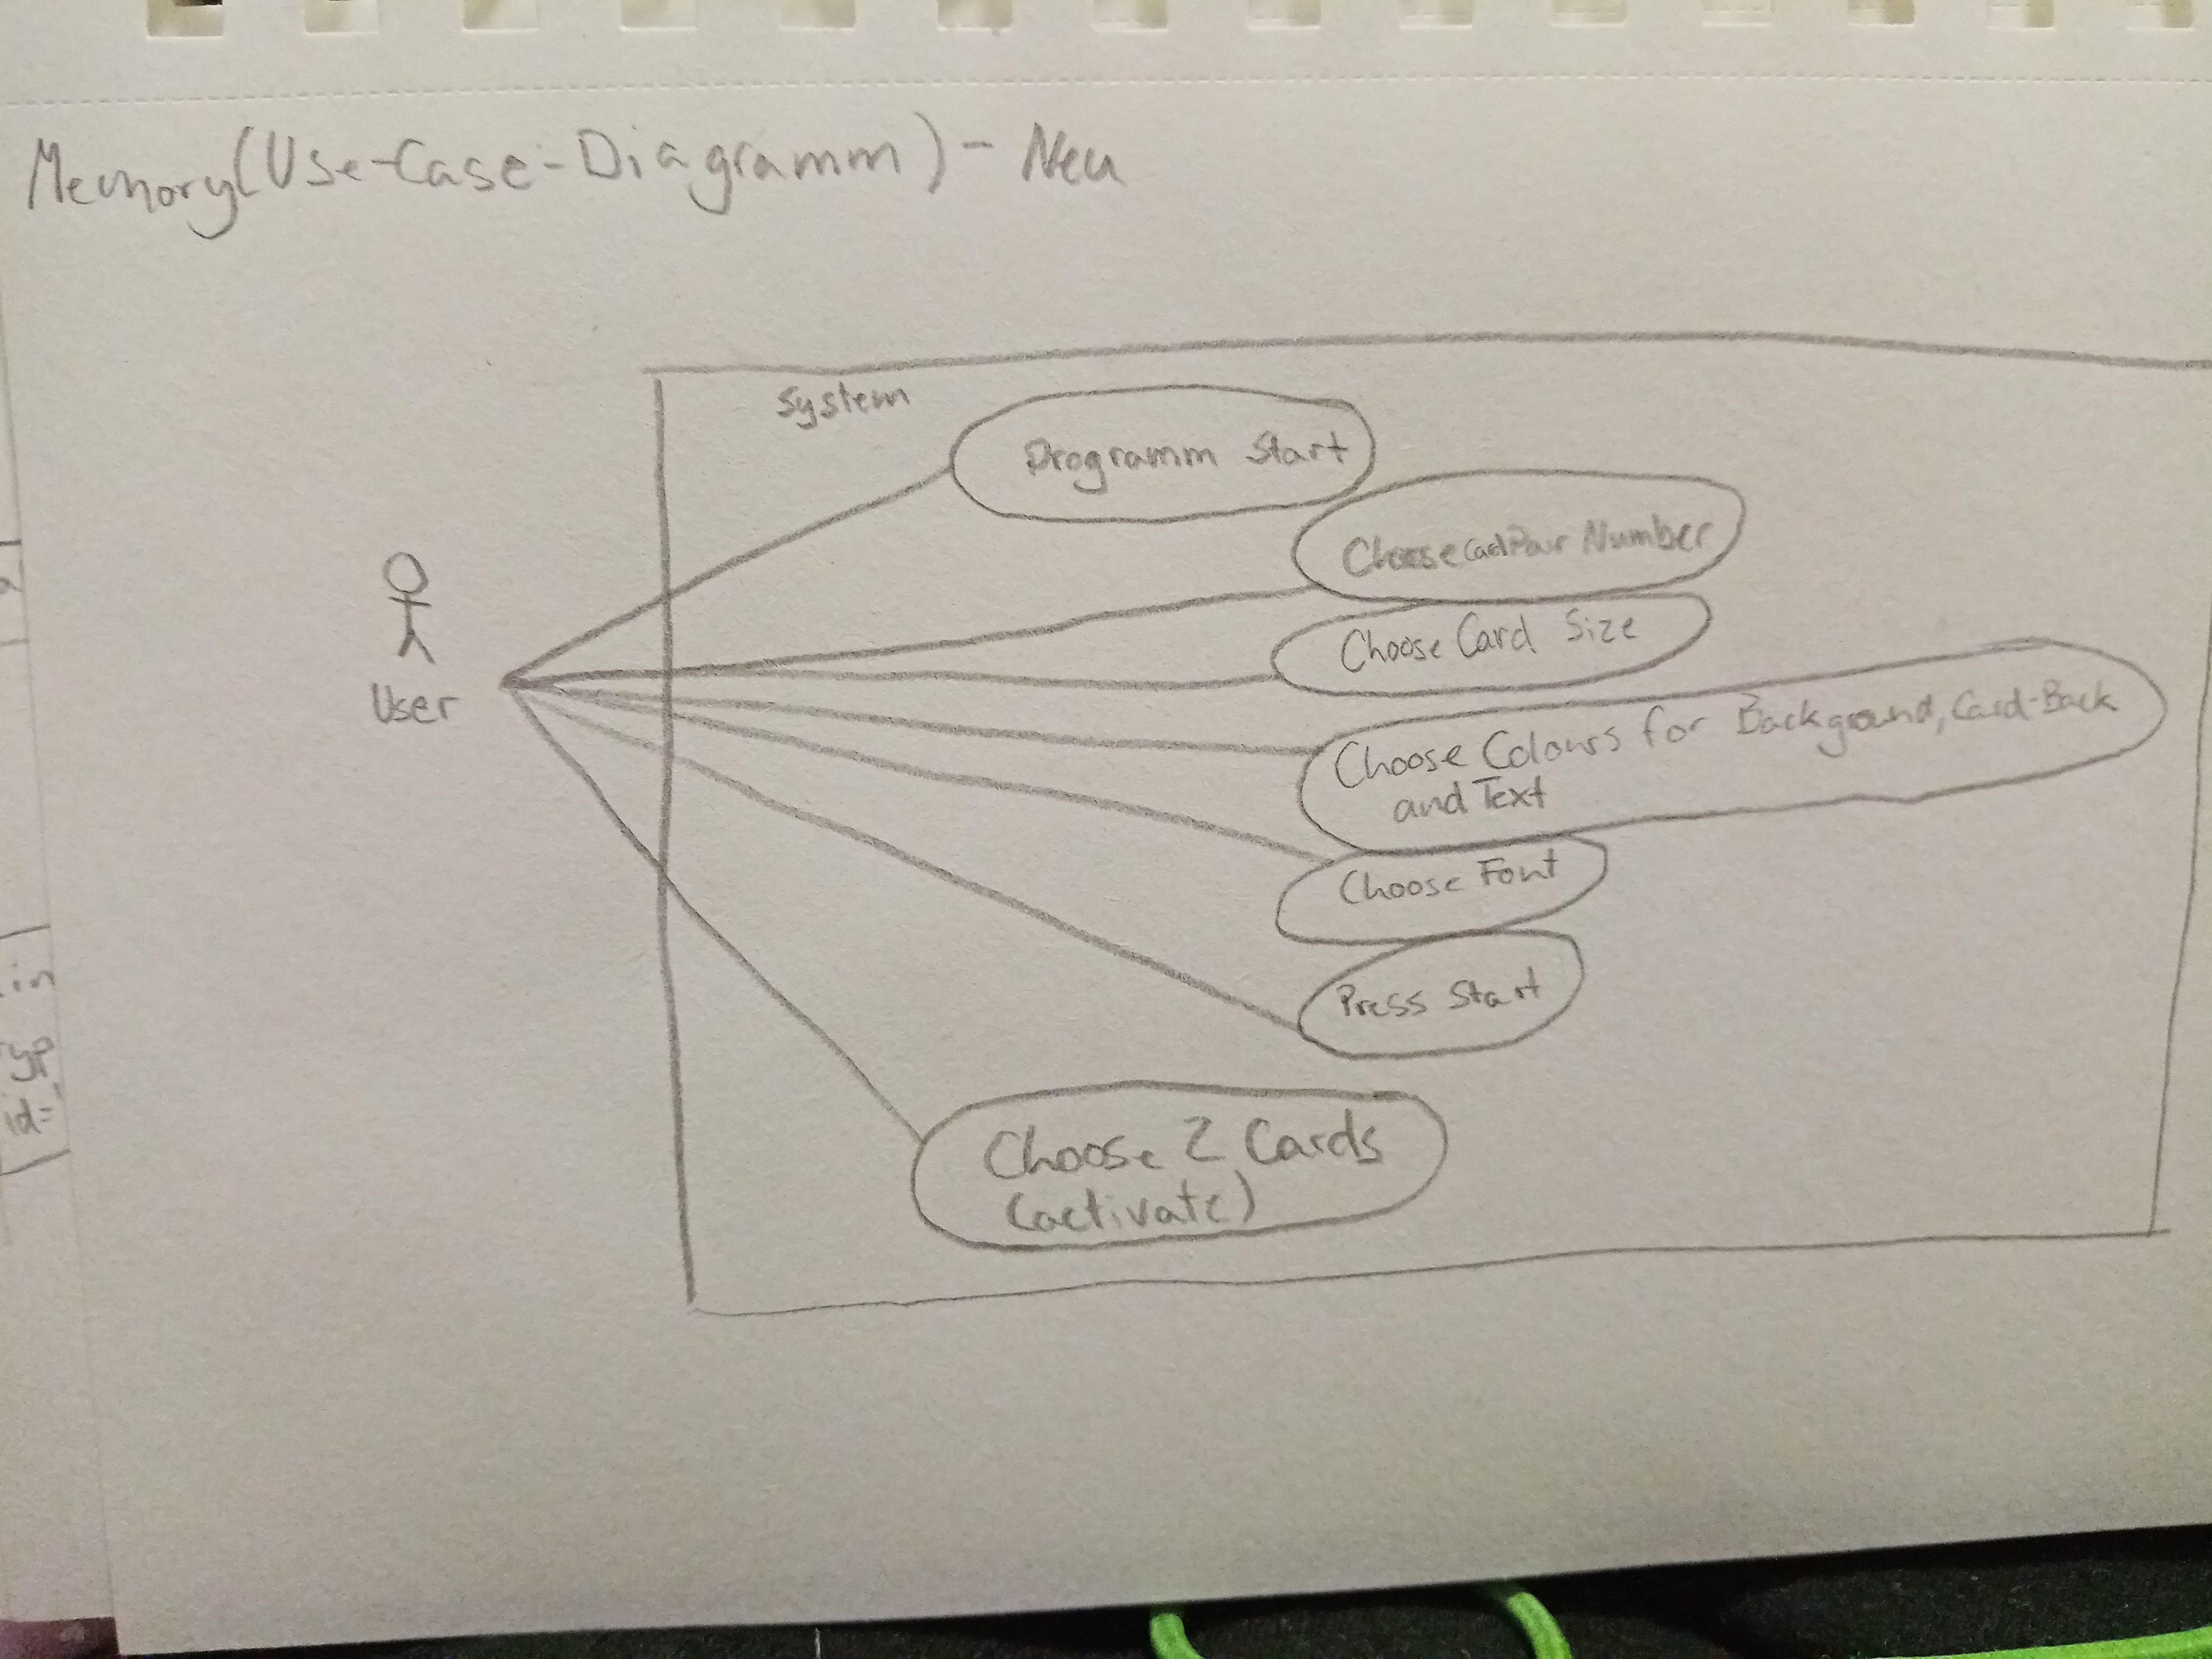 Memory(Use-Case-Diagramm) - Neu
System
Programm Start
Choose CardPair Number
Choose Card Size
User
Choose Colours for Background, Card-Back
and Text
Choose Font
Press Start
Choose 2 Cards
(activate)
in
yp
id='